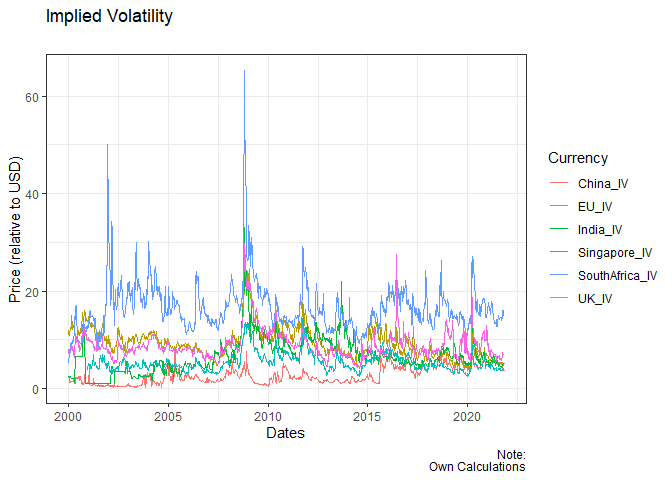 Implied Volatility
Price (relative to USD)
60
40
20
0
2000
2005
2010
2015
2020
Dates
Currency
China_IV
EU_IV
India_IV
Singapore_IV
SouthAfrica_IV
UK_IV
Note:
Own Calculations